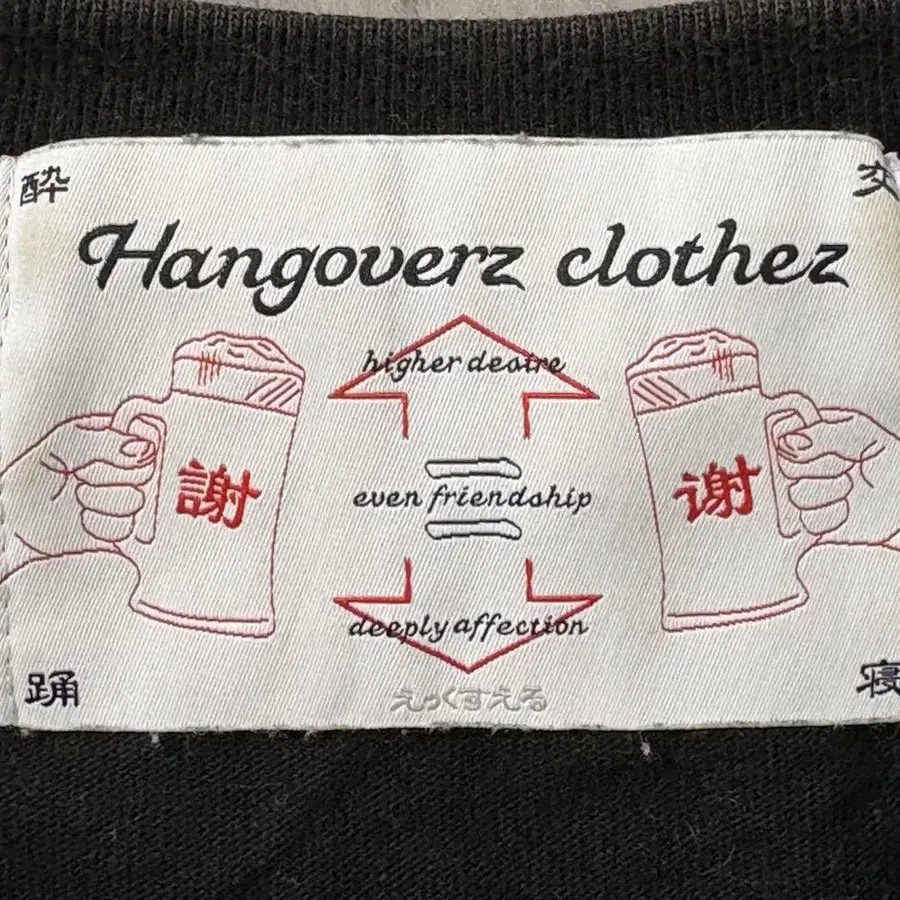 酔 交
Hangoverz clothez
higher desire
謝 谢
even friendship
deeply affection
踊 寝
えっくすえる